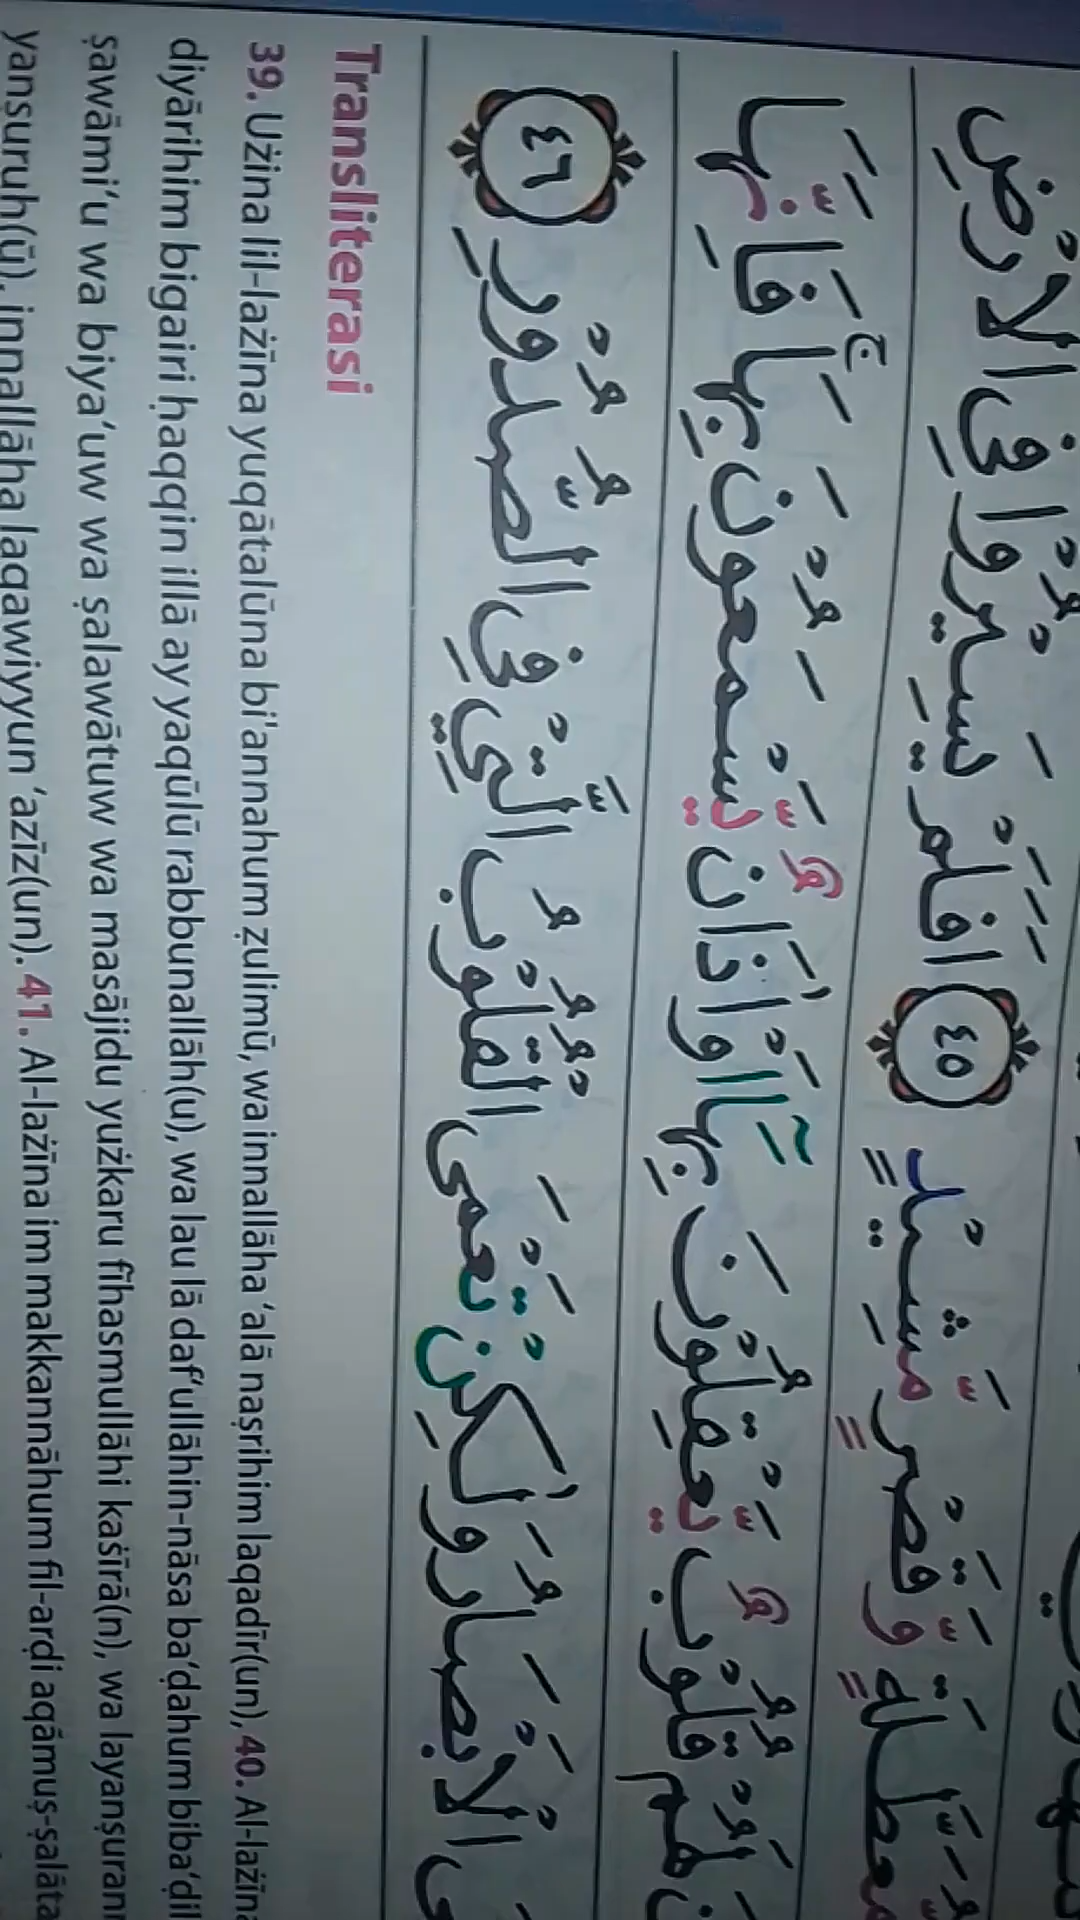 مُّعَطَّلَةٍ وَّقَصْرٍ مَّشِيْدٍ ٤٥ اَفَلَمْ يَسِيْرُوْا فِى الْاَرْضِ
لَهُمْ قُلُوْبٌ يَّعْقِلُوْنَ بِهَآ اَوْ اٰذَانٌ يَّسْمَعُوْنَ بِهَاۚ فَاِنَّهَا
الْاَبْصَارُ وَلٰكِنْ تَعْمَى الْقُلُوْبُ الَّتِيْ فِى الصُّدُوْرِ ٤٦
Transliterasi
39. Użina lil-lażīna yuqātalūna bi'annahum ẓulimū, wa innallāha ‘alā naṣrihim laqadīr(un), 40. Al-lażīna
diyārihim bigairi ḥaqqin illā ay yaqūlū rabbunallāh(u), wa lau lā daf‘ullāhin-nāsa ba‘ḍahum biba‘ḍil
ṣawāmi‘u wa biya‘uw wa ṣalawātuw wa masājidu yużkaru fīhasmullāhi kaṡīrā(n), wa layanṣurann
yanṣuruh(ū), innallāha laqawiyyun ‘azīz(un). 41. Al-lażīna im makkannāhum fil-arḍi aqāmuṣ-ṣalāta